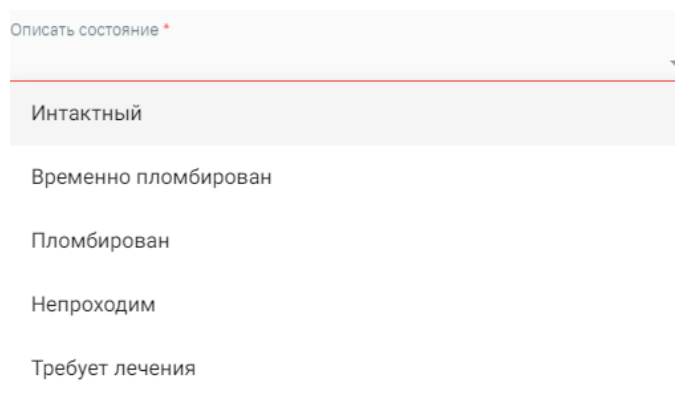 Описать состояние *
Интактный
Временно пломбирован
Пломбирован
Непроходим
Требует лечения